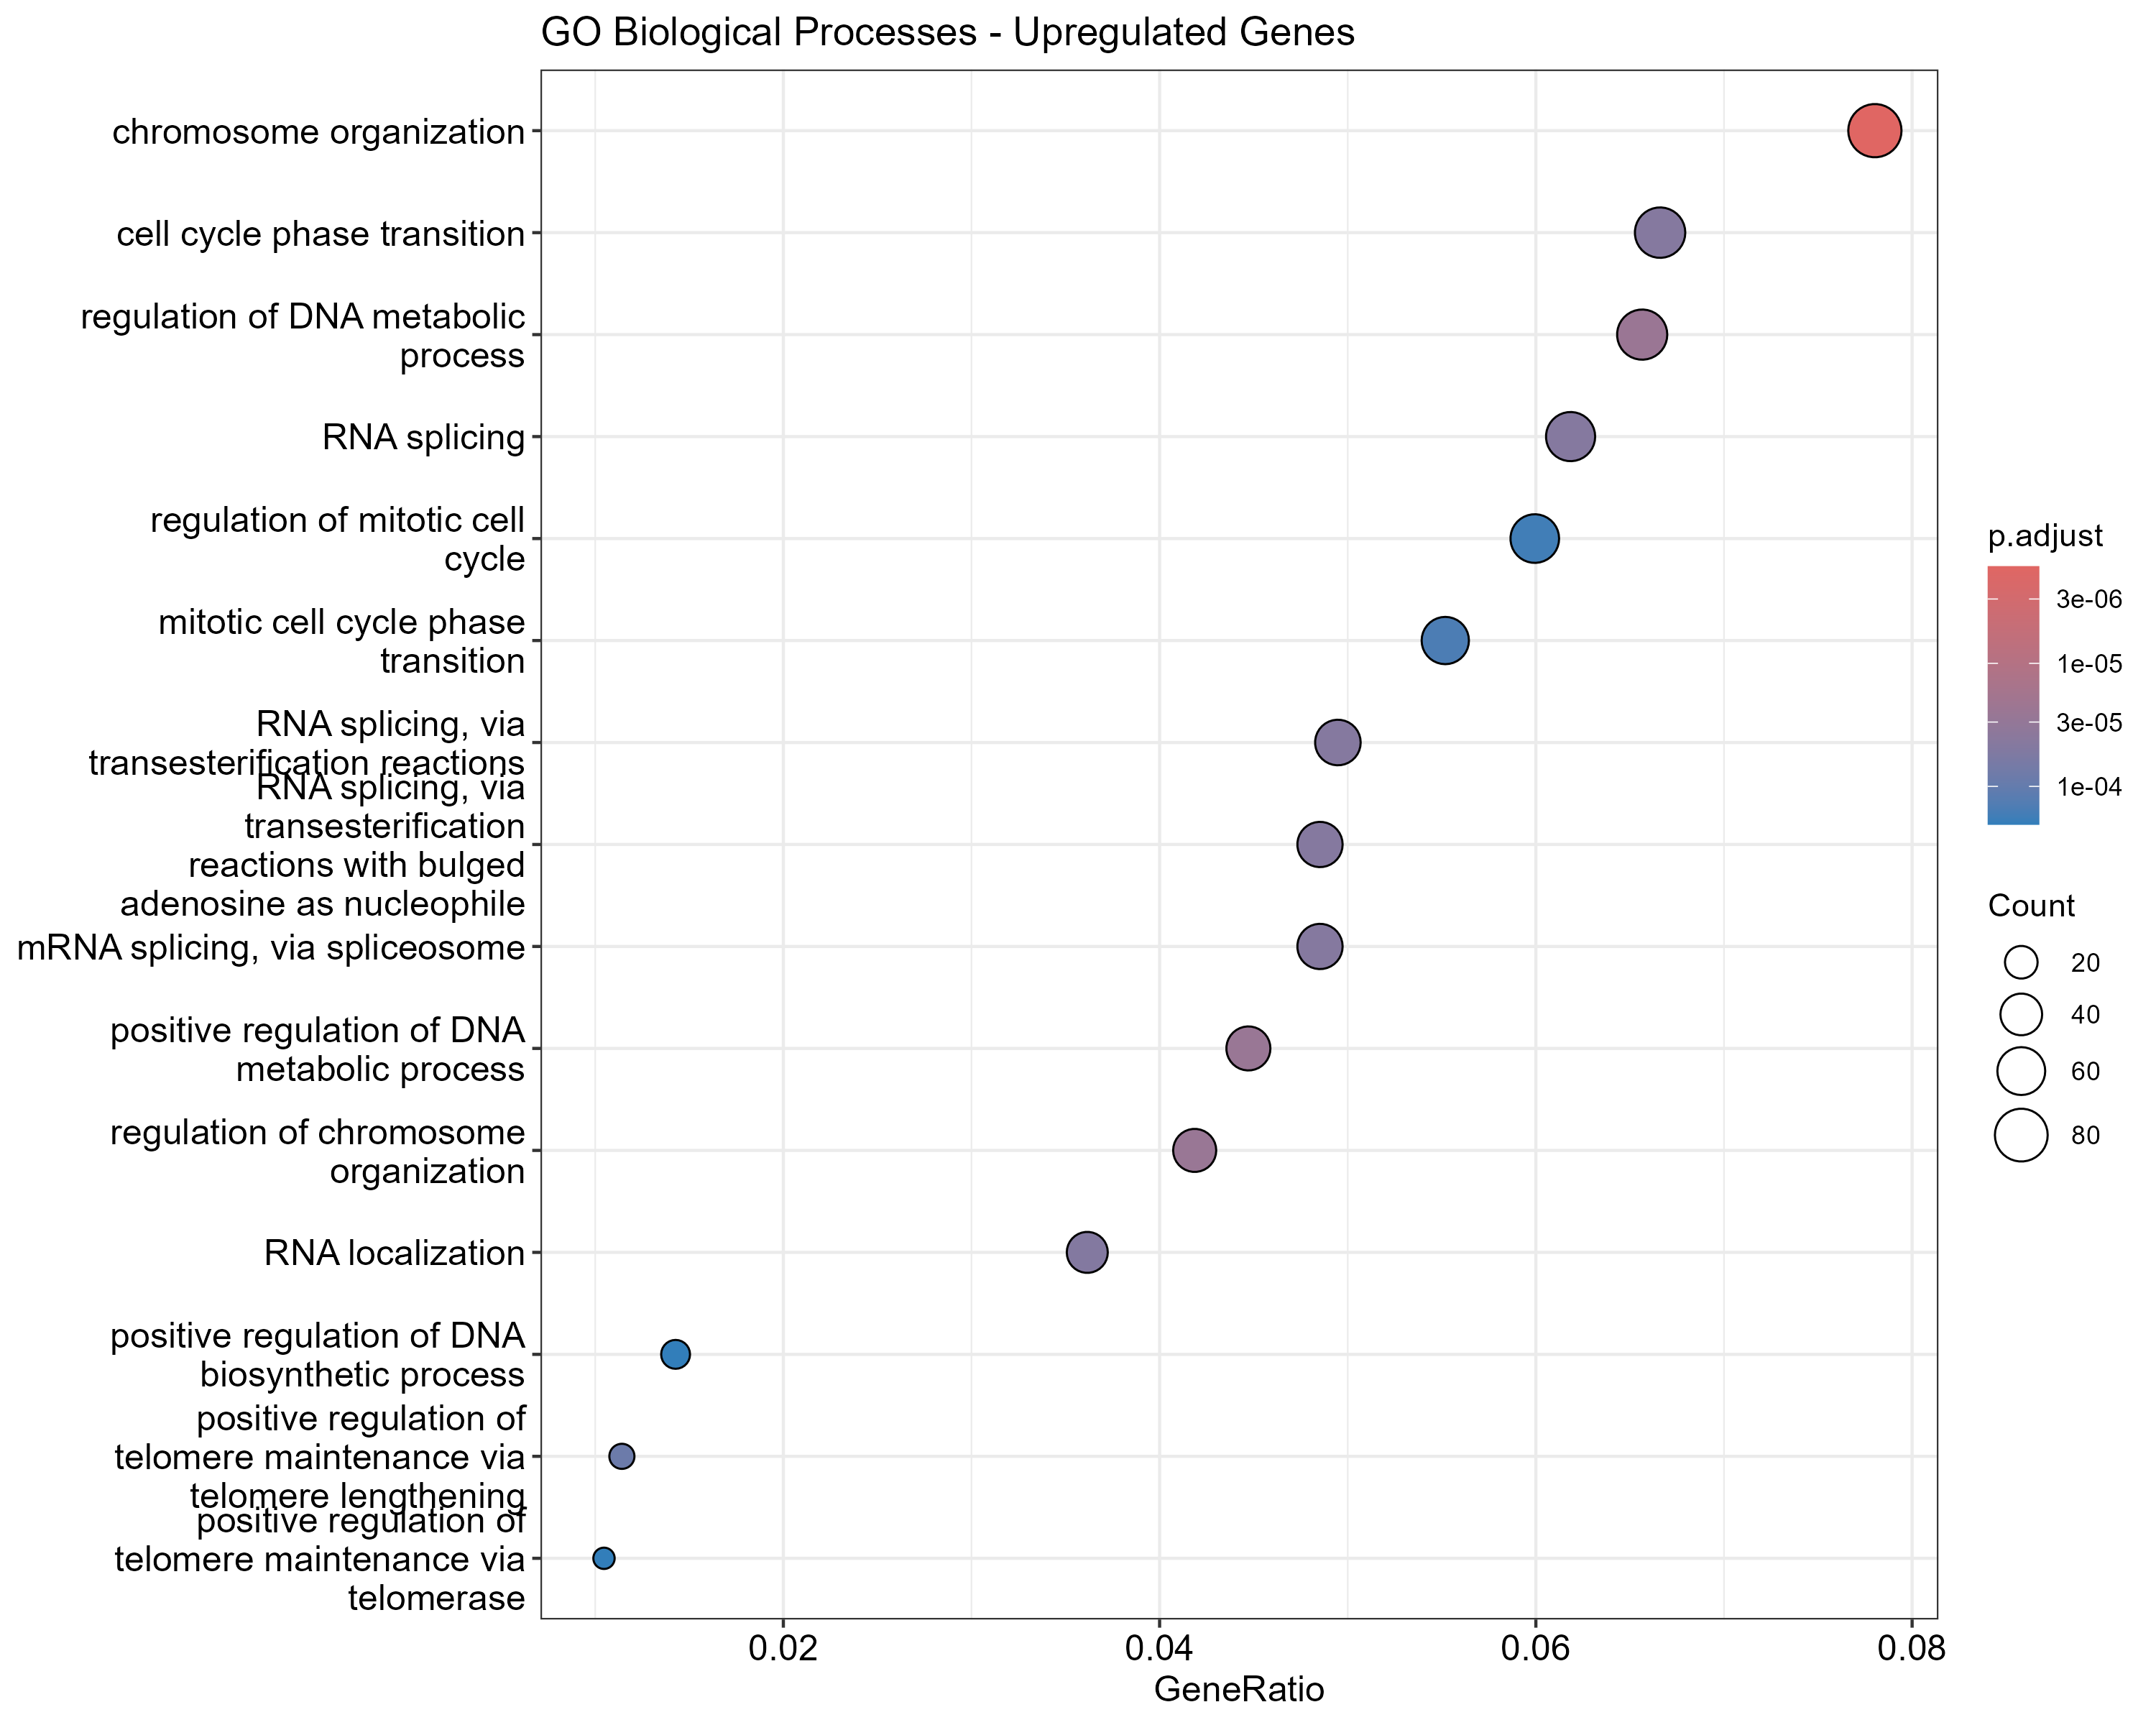 GO Biological Processes - Upregulated Genes
chromosome organization
cell cycle phase transition
regulation of DNA metabolic
process
RNA splicing
regulation of mitotic cell
cycle
mitotic cell cycle phase
transition
RNA splicing, via
transesterification reactions
RNA splicing, via
transesterification
reactions with bulged
adenosine as nucleophile
mRNA splicing, via spliceosome
positive regulation of DNA
metabolic process
regulation of chromosome
organization
RNA localization
positive regulation of DNA
biosynthetic process
positive regulation of
telomere maintenance via
telomere lengthening
positive regulation of
telomere maintenance via
telomerase
0.02
0.04
0.06
0.08
GeneRatio
p.adjust
3e-06
1e-05
3e-05
1e-04
Count
20
40
60
80